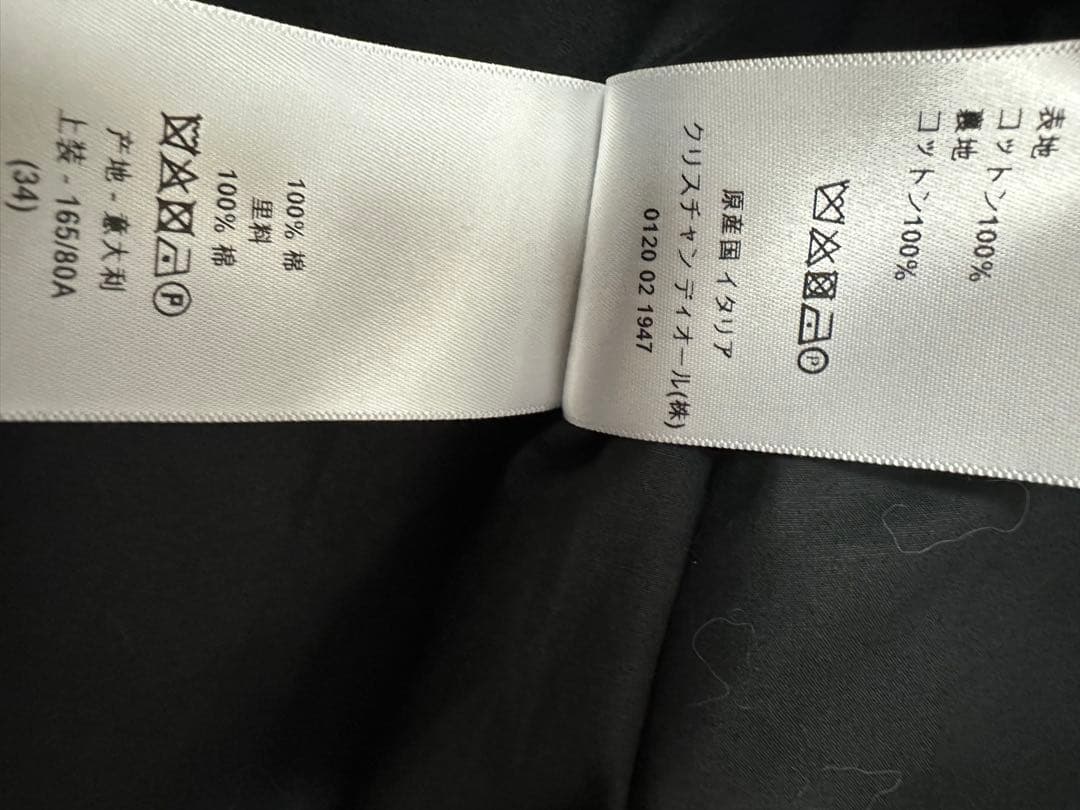 表地
コットン100%
裏地
コットン100%
原産国 イタリア
クリスチャン ディオール(株)
0120 02 1947
100% 棉
里料
100% 棉
P
产地 - 意大利
上装 - 165/80A
(34)